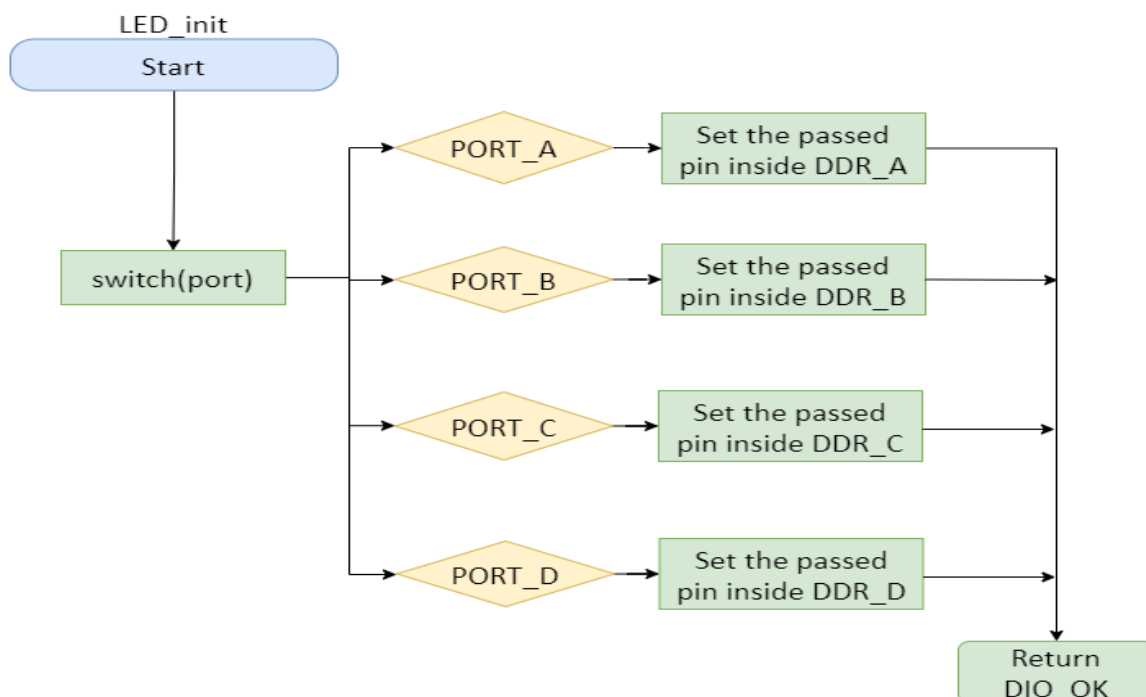 LED_init
Start
switch(port)
PORT_A
Set the passed
pin inside DDR_A
PORT_B
Set the passed
pin inside DDR_B
PORT_C
Set the passed
pin inside DDR_C
PORT_D
Set the passed
pin inside DDR_D
Return
DIO_OK